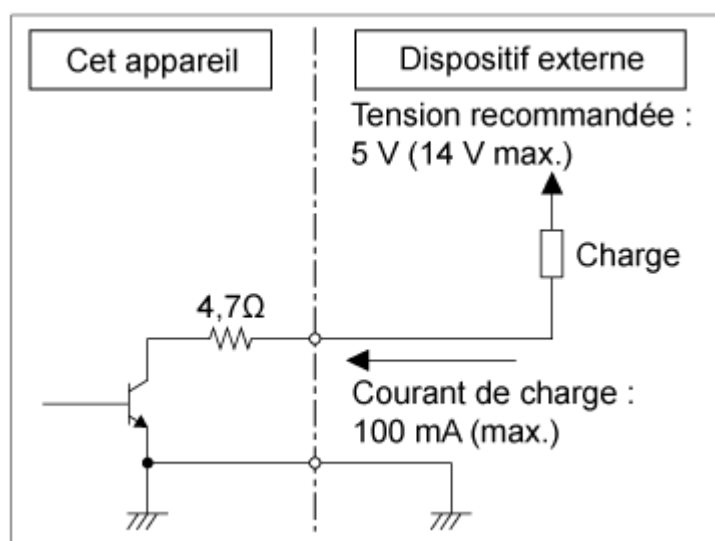 Cet appareil
Dispositif externe
Tension recommandée :
5 V (14 V max.)
Charge
4,7Ω
Courant de charge :
100 mA (max.)